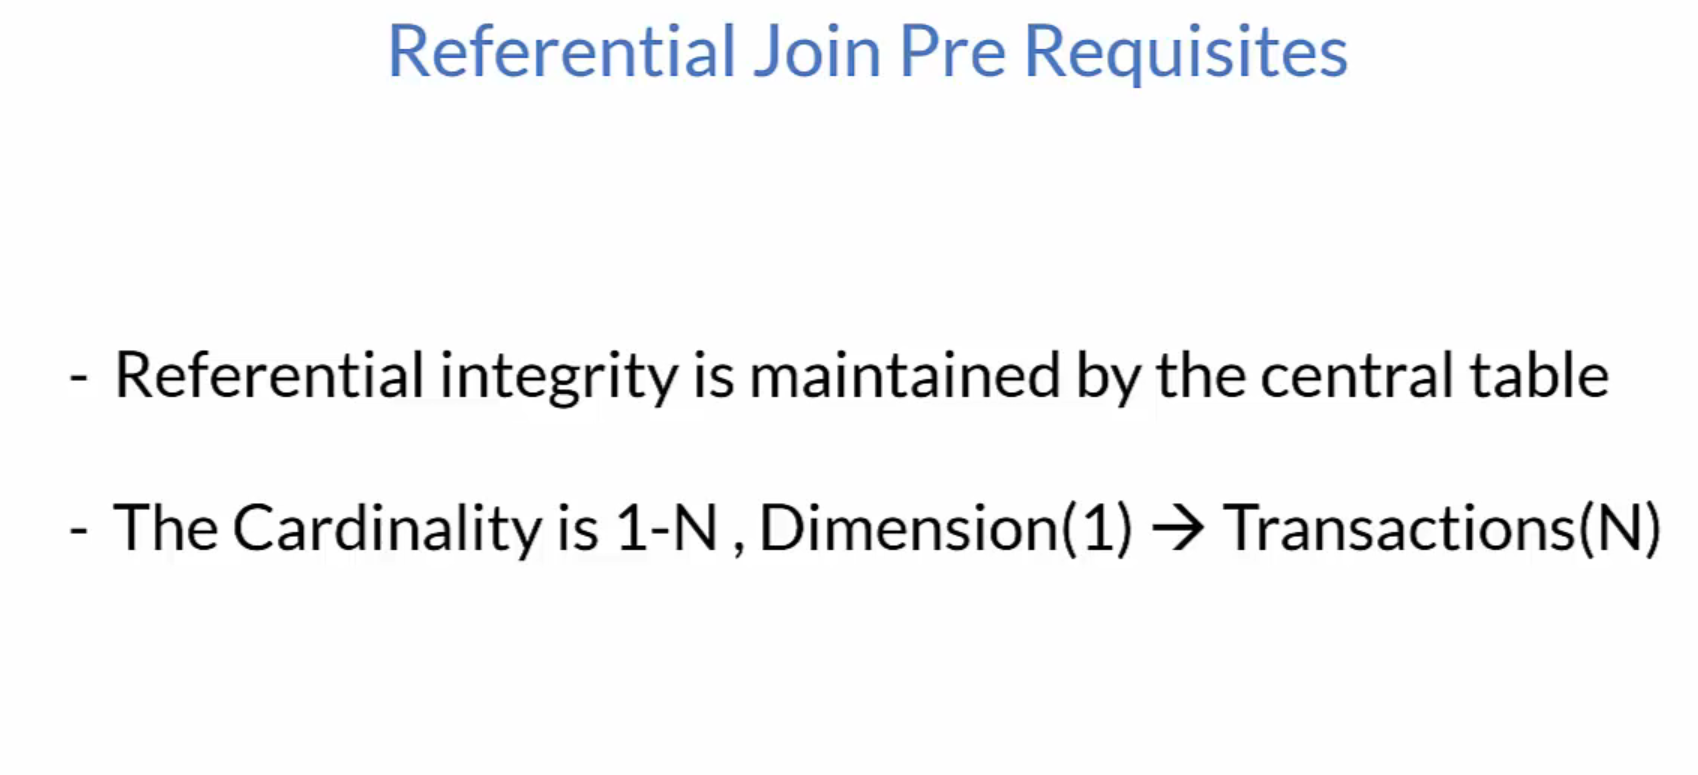 Referential Join Pre Requisites
- Referential integrity is maintained by the central table
- The Cardinality is 1-N , Dimension(1) → Transactions(N)